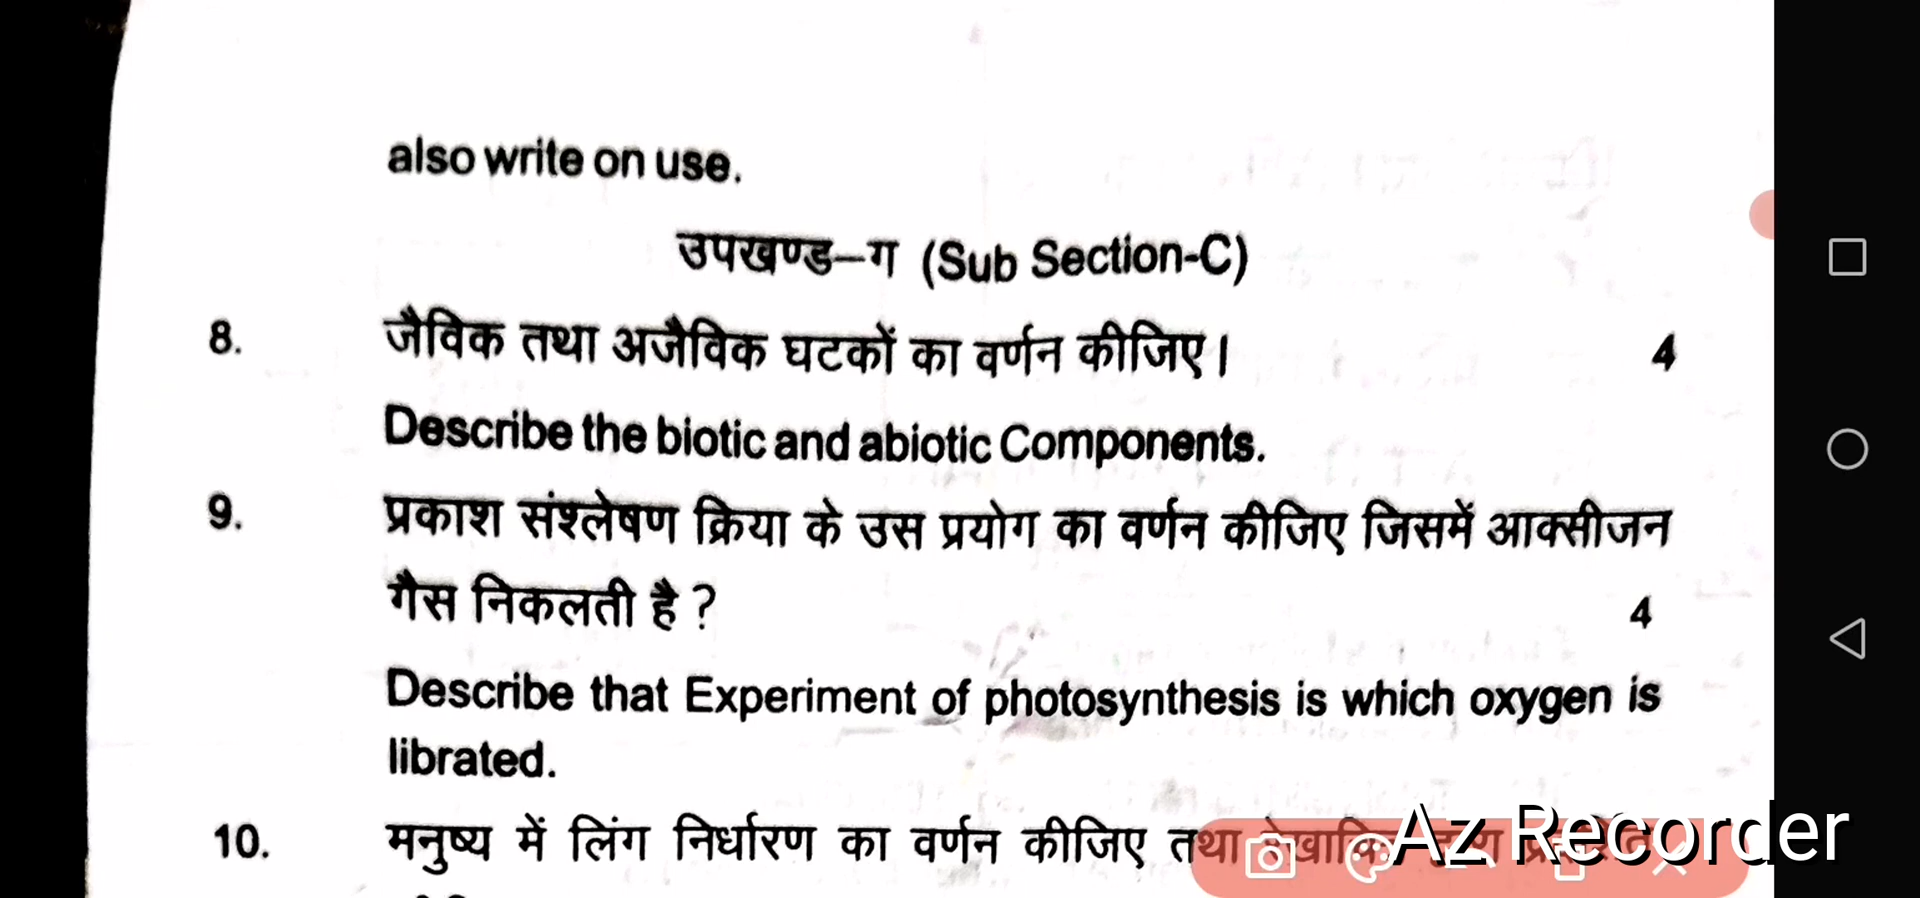 also write on use.
उपखण्ड–ग (Sub Section-C)
8. जैविक तथा अजैविक घटकों का वर्णन कीजिए। 4
Describe the biotic and abiotic Components.
9. प्रकाश संश्लेषण क्रिया के उस प्रयोग का वर्णन कीजिए जिसमें आक्सीजन
गैस निकलती है ? 4
Describe that Experiment of photosynthesis is which oxygen is
librated.
10. मनुष्य में लिंग निर्धारण का वर्णन कीजिए तथा
Az Recorder